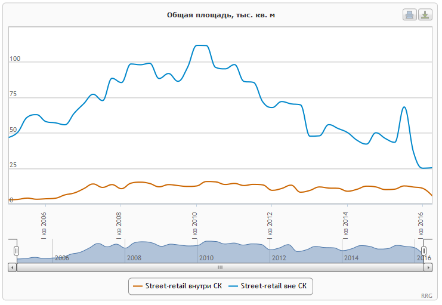 Общая площадь, тыс. кв. м
100
75
50
25
0
I кв 2006
I кв 2008
I кв 2010
I кв 2012
I кв 2014
I кв 2016
2006
2008
2010
2012
2014
2016
Street-retail внутри СК
Street-retail вне СК
RRG